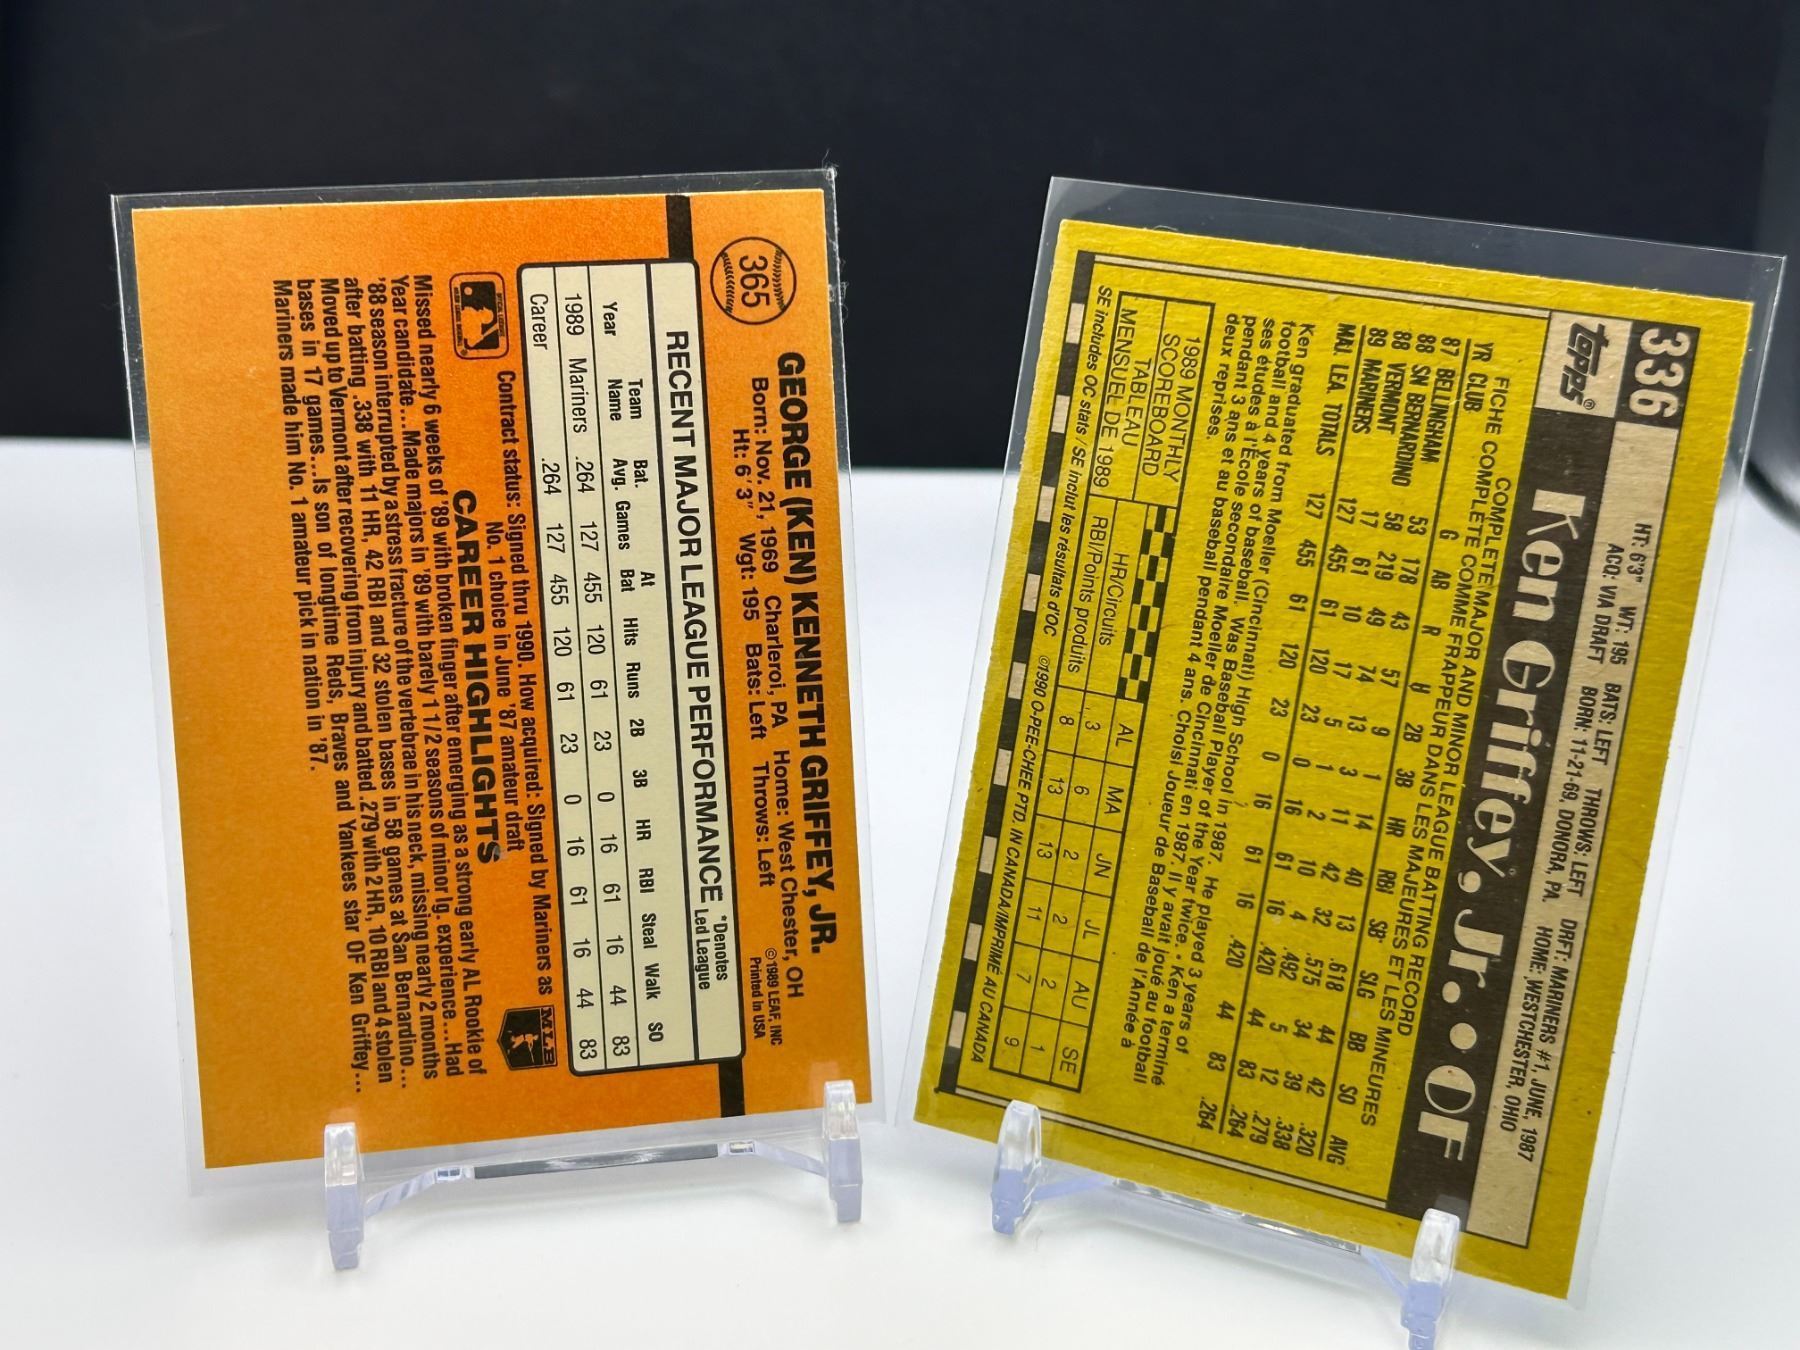 365
GEORGE (KEN) KENNETH GRIFFEY, JR.
Born: Nov. 21, 1969 Charleroi, PA Home: West Chester, OH
Ht: 6'3" Wgt: 195 Bats: Left Throws: Left
©1989 LEAF, INC
Printed in USA
RECENT MAJOR LEAGUE PERFORMANCE *Denotes Led League
Year Team Name Bat. Avg. Games At Bat Hits Runs 2B 3B HR RBI Steal Walk SO
1989 Mariners .264 127 455 120 61 23 0 16 61 16 44 83
Career .264 127 455 120 61 23 0 16 61 16 44 83
Contract status: Signed thru 1990. How acquired: Signed by Mariners as
No. 1 choice in June '87 amateur draft
CAREER HIGHLIGHTS
Missed nearly 6 weeks of '89 with broken finger after emerging as a strong early AL Rookie of
Year candidate...Made majors in '89 with barely 1 1/2 seasons of minor lg. experience...Had
'88 season interrupted by a stress fracture of the vertebrae in his neck, missing nearly 2 months
after batting .338 with 11 HR, 42 RBI and 32 stolen bases in 58 games at San Bernardino...
Moved up to Vermont after recovering from injury and batted .279 with 2 HR, 10 RBI and 4 stolen
bases in 17 games...Is son of longtime Reds, Braves and Yankees star OF Ken Griffey...
Mariners made him No. 1 amateur pick in nation in '87.
336
HT: 6'3" WT: 195 BATS: LEFT THROWS: LEFT DRFT: MARINERS #1, JUNE, 1987
ACQ: VIA DRAFT BORN: 11-21-69, DONORA, PA. HOME: WESTCHESTER, OHIO
topps®
Ken Griffey, Jr. • OF
COMPLETE MAJOR AND MINOR LEAGUE BATTING RECORD
FICHE COMPLÈTE COMME FRAPPEUR DANS LES MAJEURES ET LES MINEURES
YR CLUB G AB R H 2B 3B HR RBI SB SLG BB SO AVG
87 BELLINGHAM 53 178 43 57 9 1 14 40 13 .618 44 42 .320
88 SN BERNARDINO 58 219 49 74 13 3 11 42 32 .575 34 39 .338
88 VERMONT 17 61 10 17 5 1 2 10 4 .492 5 12 .279
89 MARINERS 127 455 61 120 23 0 16 61 16 .420 44 83 .264
MAJ. LEA. TOTALS 127 455 61 120 23 0 16 61 16 .420 44 83 .264
Ken graduated from Moeller (Cincinnati) High School in 1987. He played 3 years of
football and 4 years of baseball. Was Baseball Player of the Year twice. • Ken a terminé
ses études à l'École secondaire Moeller de Cincinnati en 1987. Il y avait joué au football
pendant 3 ans et au baseball pendant 4 ans. Choisi Joueur de Baseball de l'Année à
deux reprises.
1989 MONTHLY
SCOREBOARD
TABLEAU
MENSUEL DE 1989
AL MA JN JL AU SE
HR/Circuits 3 6 2 2 2 1
RBI/Points produits 8 13 13 11 7 9
SE includes OC stats / SE inclut les résultats d'OC ©1990 O-PEE-CHEE PTD. IN CANADA/IMPRIMÉ AU CANADA